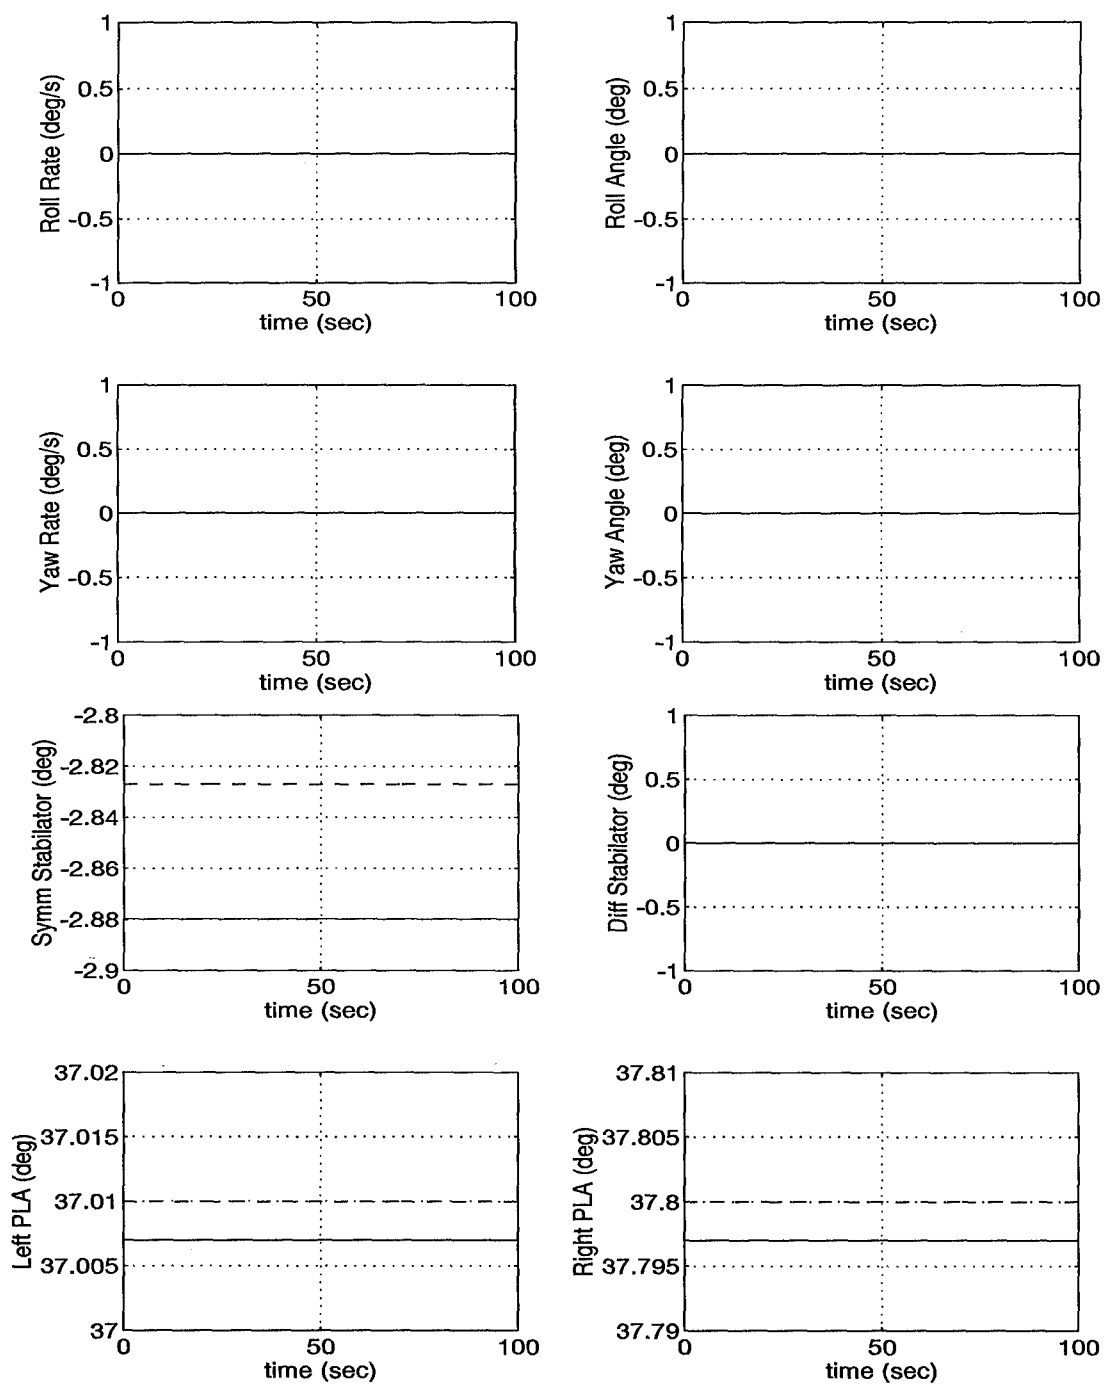 Roll Rate (deg/s)
1
0.5
0
-0.5
-1
0 50 100
time (sec)
Roll Angle (deg)
1
0.5
0
-0.5
-1
0 50 100
time (sec)
Yaw Rate (deg/s)
1
0.5
0
-0.5
-1
0 50 100
time (sec)
Yaw Angle (deg)
1
0.5
0
-0.5
-1
0 50 100
time (sec)
Symm Stabilator (deg)
-2.8
-2.82
-2.84
-2.86
-2.88
-2.9
0 50 100
time (sec)
Diff Stabilator (deg)
1
0.5
0
-0.5
-1
0 50 100
time (sec)
Left PLA (deg)
37.02
37.015
37.01
37.005
37
0 50 100
time (sec)
Right PLA (deg)
37.81
37.805
37.8
37.795
37.79
0 50 100
time (sec)